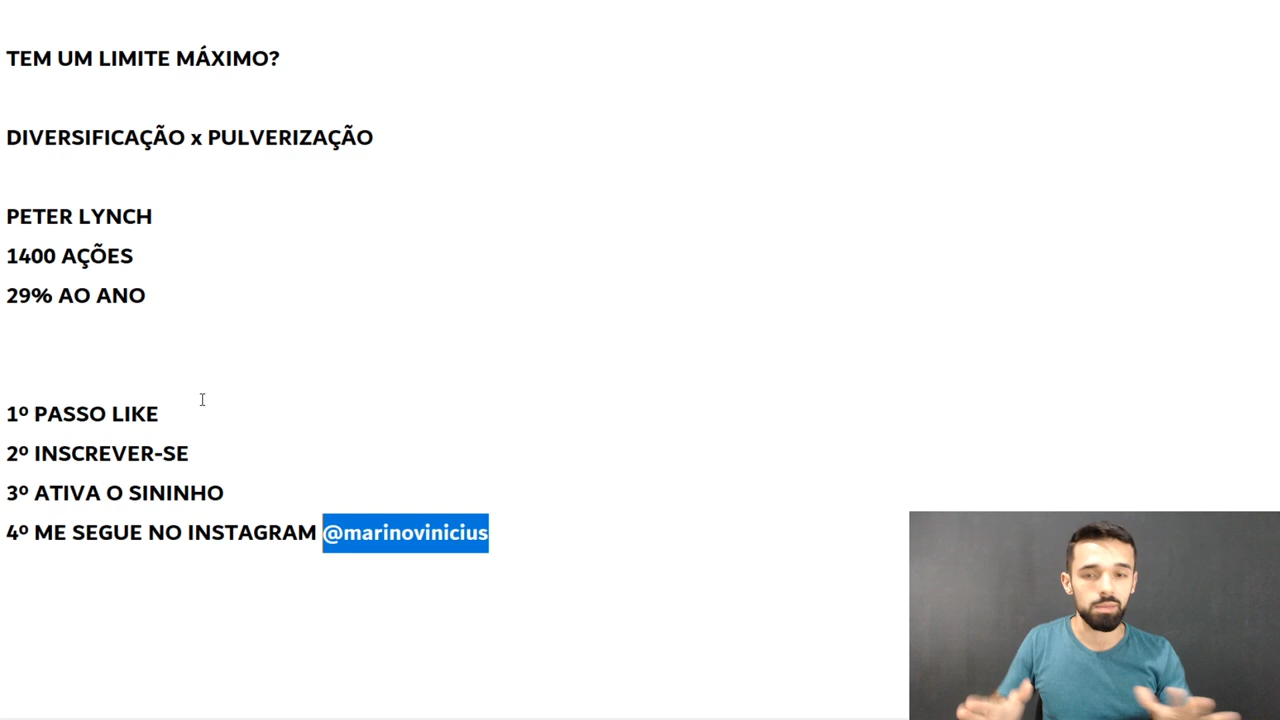 TEM UM LIMITE MÁXIMO?
DIVERSIFICAÇÃO x PULVERIZAÇÃO
PETER LYNCH
1400 AÇÕES
29% AO ANO
1º PASSO LIKE
2º INSCREVER-SE
3º ATIVA O SININHO
4º ME SEGUE NO INSTAGRAM @marinovinicius